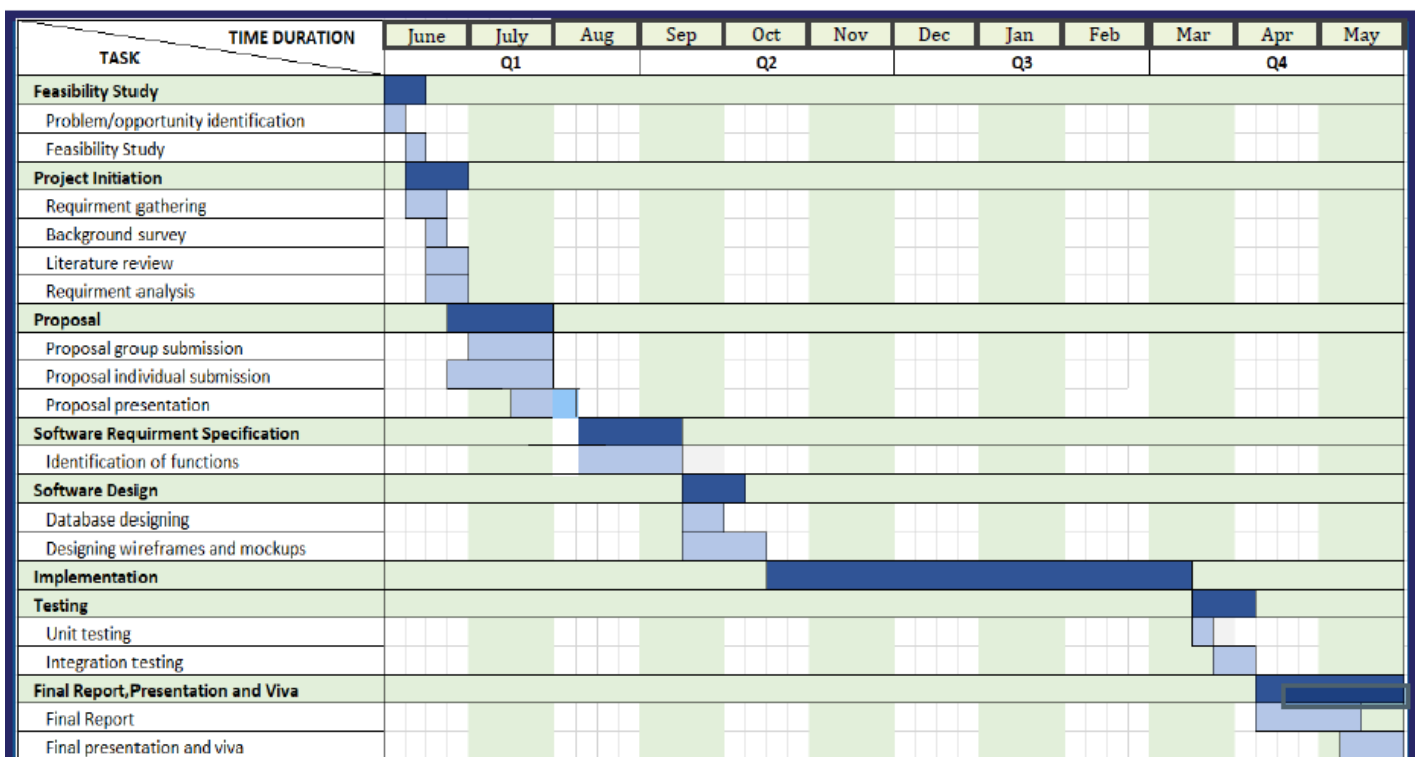 TIME DURATION
TASK
June July Aug Sep Oct Nov Dec Jan Feb Mar Apr May
Q1 Q2 Q3 Q4
Feasibility Study
Problem/opportunity identification
Feasibility Study
Project Initiation
Requirment gathering
Background survey
Literature review
Requirment analysis
Proposal
Proposal group submission
Proposal individual submission
Proposal presentation
Software Requirment Specification
Identification of functions
Software Design
Database designing
Designing wireframes and mockups
Implementation
Testing
Unit testing
Integration testing
Final Report,Presentation and Viva
Final Report
Final presentation and viva